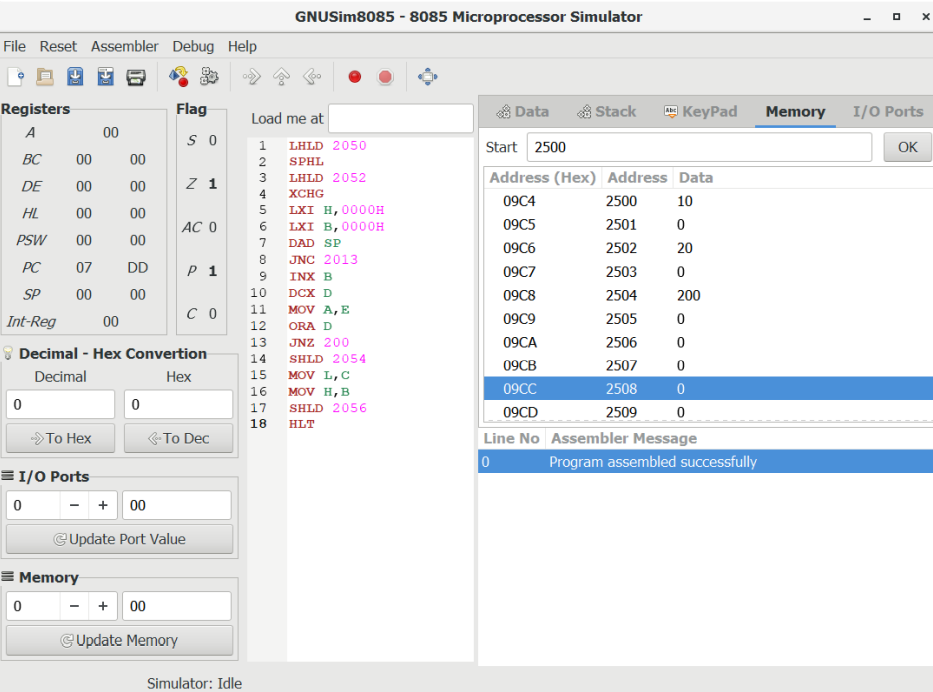 GNUSim8085 - 8085 Microprocessor Simulator
File Reset Assembler Debug Help
Registers
A 00
BC 00 00
DE 00 00
HL 00 00
PSW 00 00
PC 07 DD
SP 00 00
Int-Reg 00
Flag
S 0
Z 1
AC 0
P 1
C 0
Decimal - Hex Convertion
Decimal Hex
0 0
To Hex To Dec
I/O Ports
0 - + 00
Update Port Value
Memory
0 - + 00
Update Memory
Load me at
1 LHLD 2050
2 SPHL
3 LHLD 2052
4 XCHG
5 LXI H,0000H
6 LXI B,0000H
7 DAD SP
8 JNC 2013
9 INX B
10 DCX D
11 MOV A,E
12 ORA D
13 JNZ 200
14 SHLD 2054
15 MOV L,C
16 MOV H,B
17 SHLD 2056
18 HLT
Data Stack Abc KeyPad Memory I/O Ports
Start 2500 OK
Address (Hex) Address Data
09C4 2500 10
09C5 2501 0
09C6 2502 20
09C7 2503 0
09C8 2504 200
09C9 2505 0
09CA 2506 0
09CB 2507 0
09CC 2508 0
09CD 2509 0
Line No Assembler Message
0 Program assembled successfully
Simulator: Idle